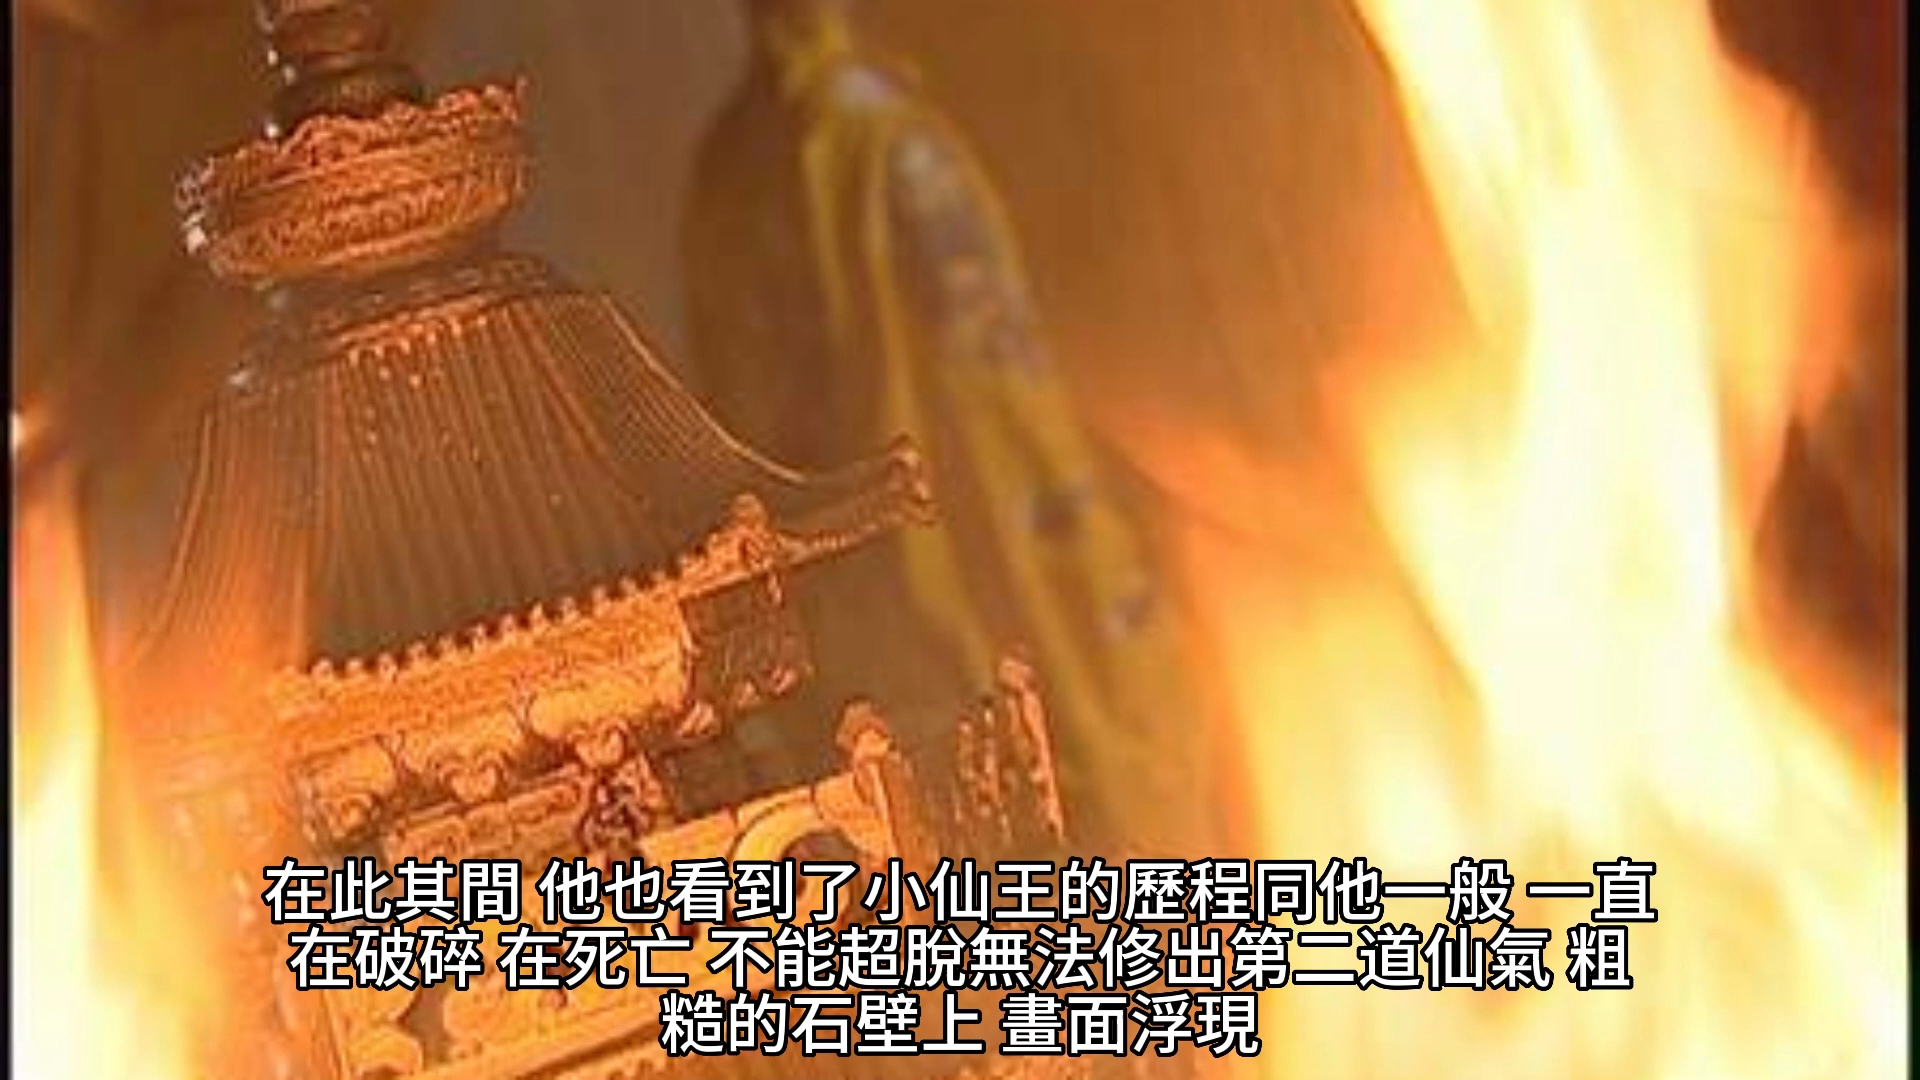 在此其間 他也看到了小仙王的歷程同他一般 一直
在破碎 在死亡 不能超脫無法修出第二道仙氣 粗
糙的石壁上 畫面浮現